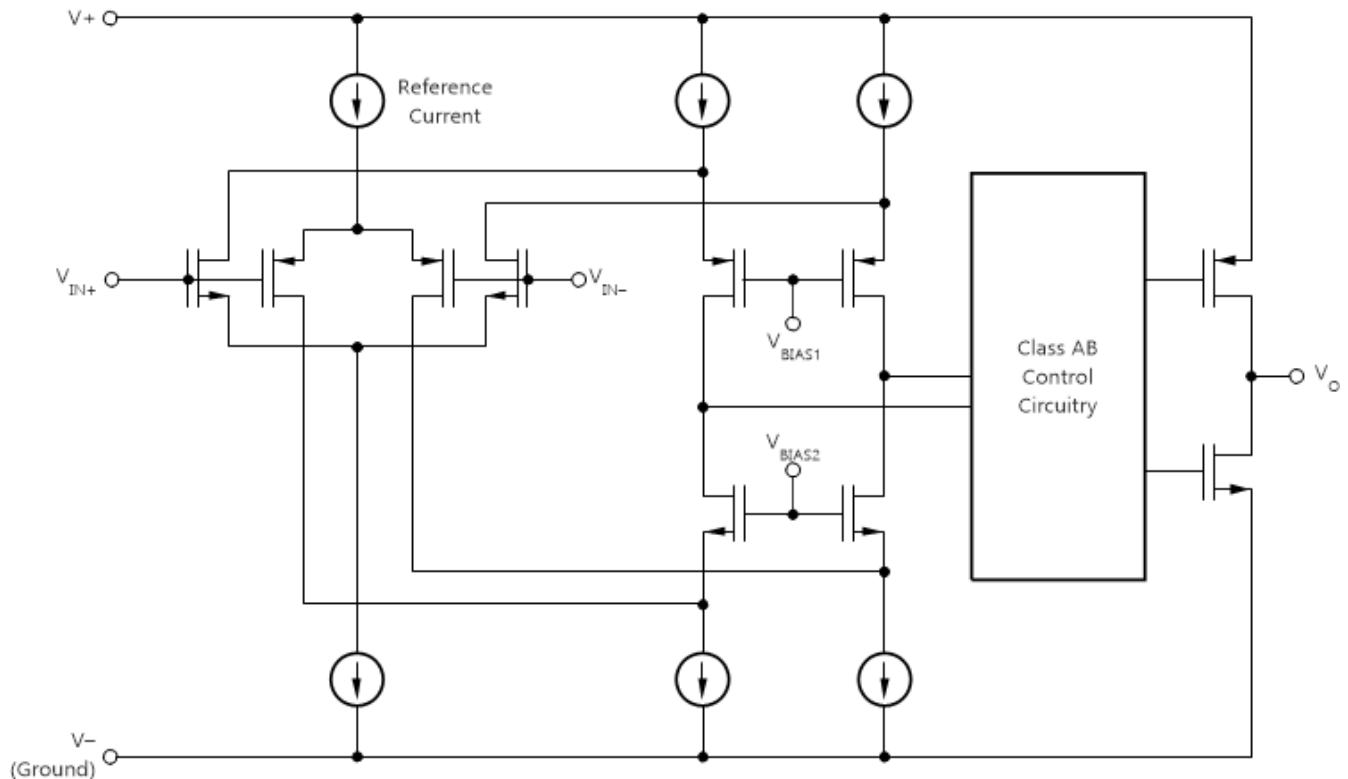 V+
Reference
Current
VIN+
VIN−
VBIAS1
VBIAS2
Class AB
Control
Circuitry
VO
V−
(Ground)